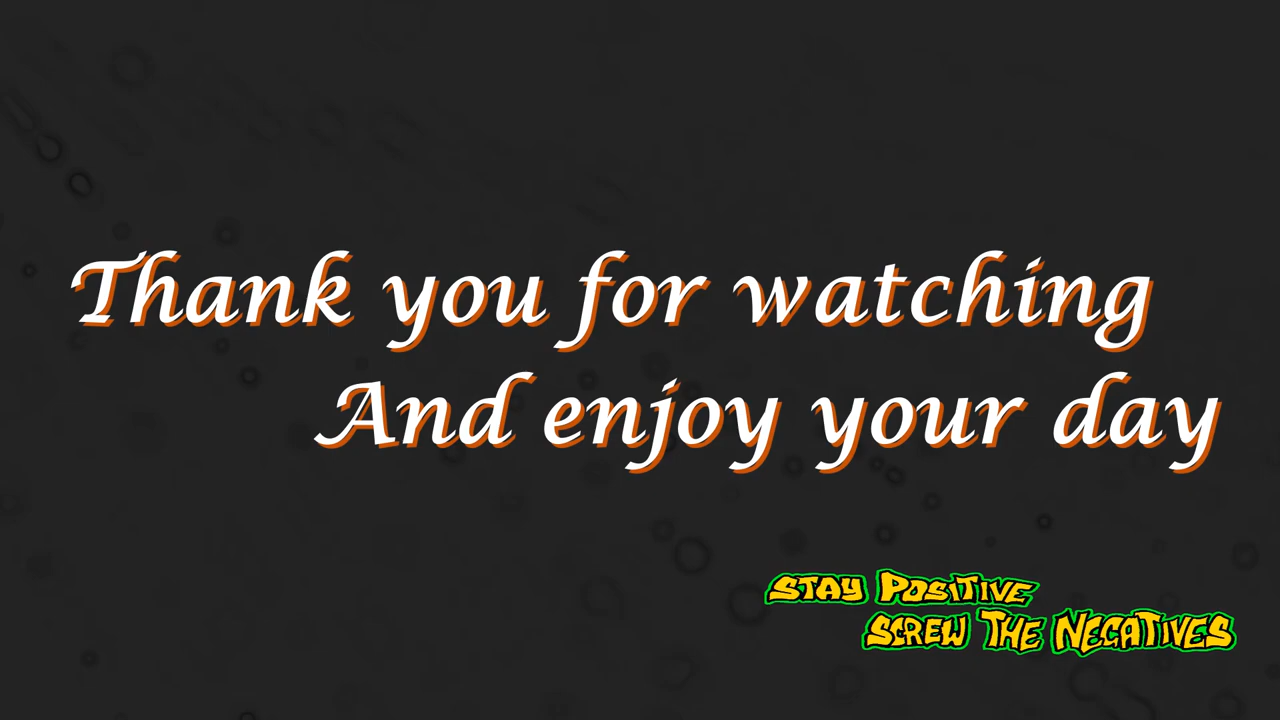 Thank you for watching
And enjoy your day
STAY POSITIVE
SCREW THE NEGATIVES